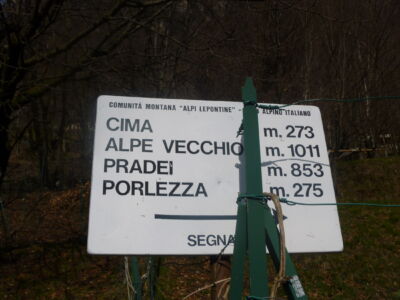 COMUNITÀ MONTANA "ALPI LEPONTINE" ALPINO ITALIANO
CIMA m. 273
ALPE VECCHIO m. 1011
PRADEI m. 853
PORLEZZA m. 275
SEGNA